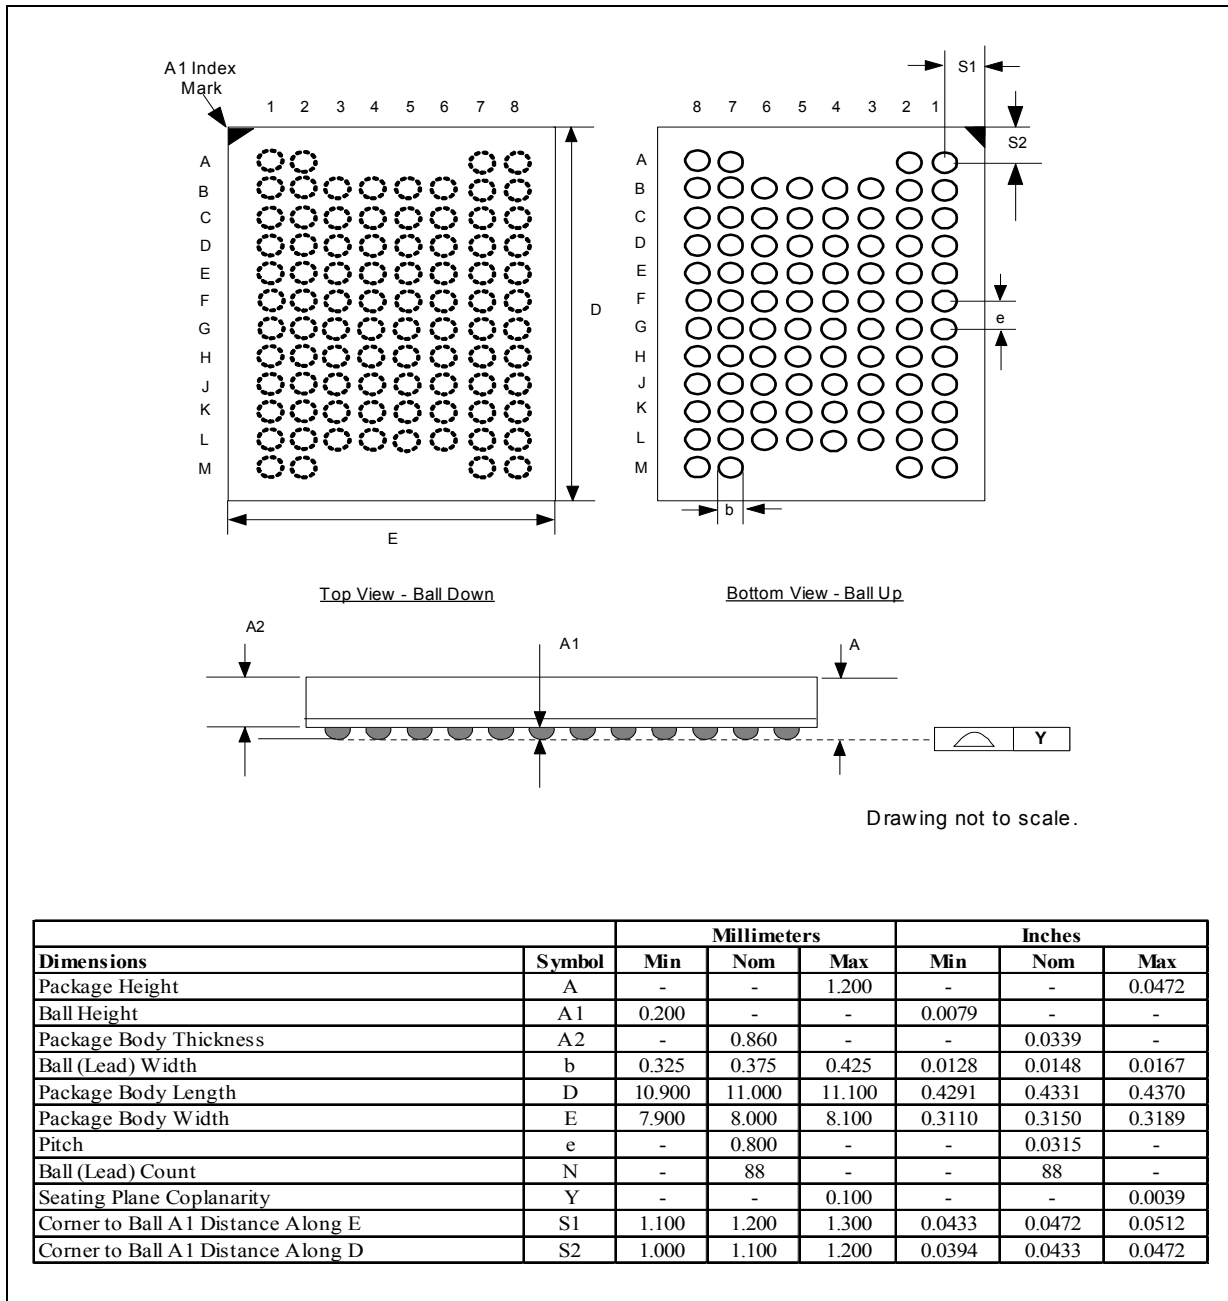 A1 Index
Mark
S1
1 2 3 4 5 6 7 8
8 7 6 5 4 3 2 1
S2
A
B
C
D
E
F
G
H
J
K
L
M
D
E
A
B
C
D
E
F
G
H
J
K
L
M
e
b
Top View - Ball Down
Bottom View - Ball Up
A2
A1
A
Y
Drawing not to scale.
Millimeters Inches
Dimensions Symbol Min Nom Max Min Nom Max
Package Height A - - 1.200 - - 0.0472
Ball Height A1 0.200 - - 0.0079 - -
Package Body Thickness A2 - 0.860 - - 0.0339 -
Ball (Lead) Width b 0.325 0.375 0.425 0.0128 0.0148 0.0167
Package Body Length D 10.900 11.000 11.100 0.4291 0.4331 0.4370
Package Body Width E 7.900 8.000 8.100 0.3110 0.3150 0.3189
Pitch e - 0.800 - - 0.0315 -
Ball (Lead) Count N - 88 - - 88 -
Seating Plane Coplanarity Y - - 0.100 - - 0.0039
Corner to Ball A1 Distance Along E S1 1.100 1.200 1.300 0.0433 0.0472 0.0512
Corner to Ball A1 Distance Along D S2 1.000 1.100 1.200 0.0394 0.0433 0.0472